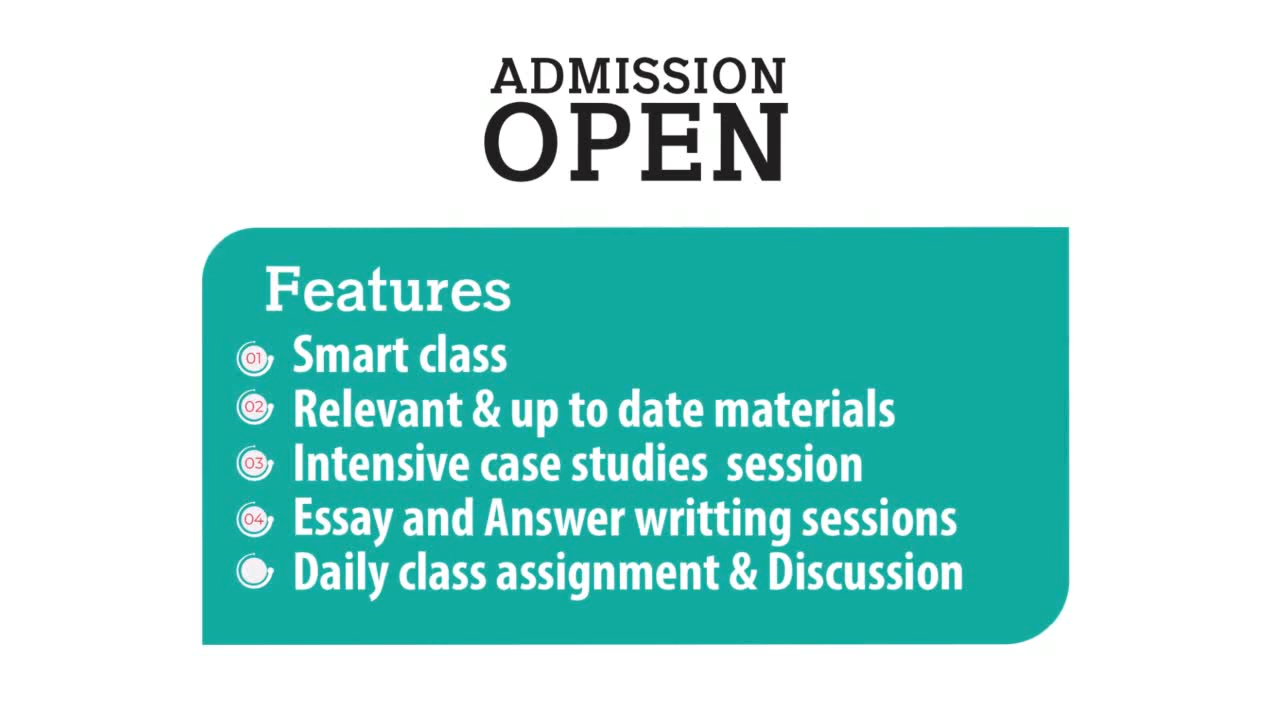 ADMISSION
OPEN
Features
01 Smart class
02 Relevant & up to date materials
03 Intensive case studies session
04 Essay and Answer writting sessions
Daily class assignment & Discussion